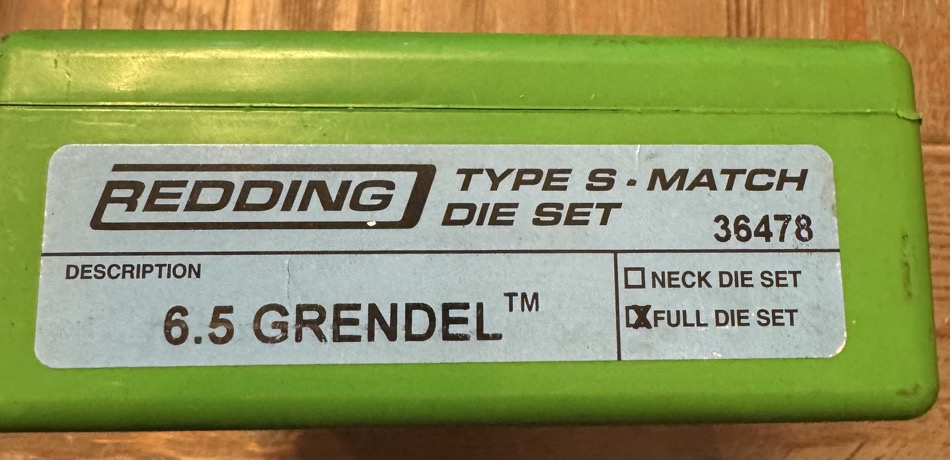 REDDING TYPE S · MATCH
DIE SET
36478
DESCRIPTION
6.5 GRENDEL™
☐ NECK DIE SET
☒ FULL DIE SET